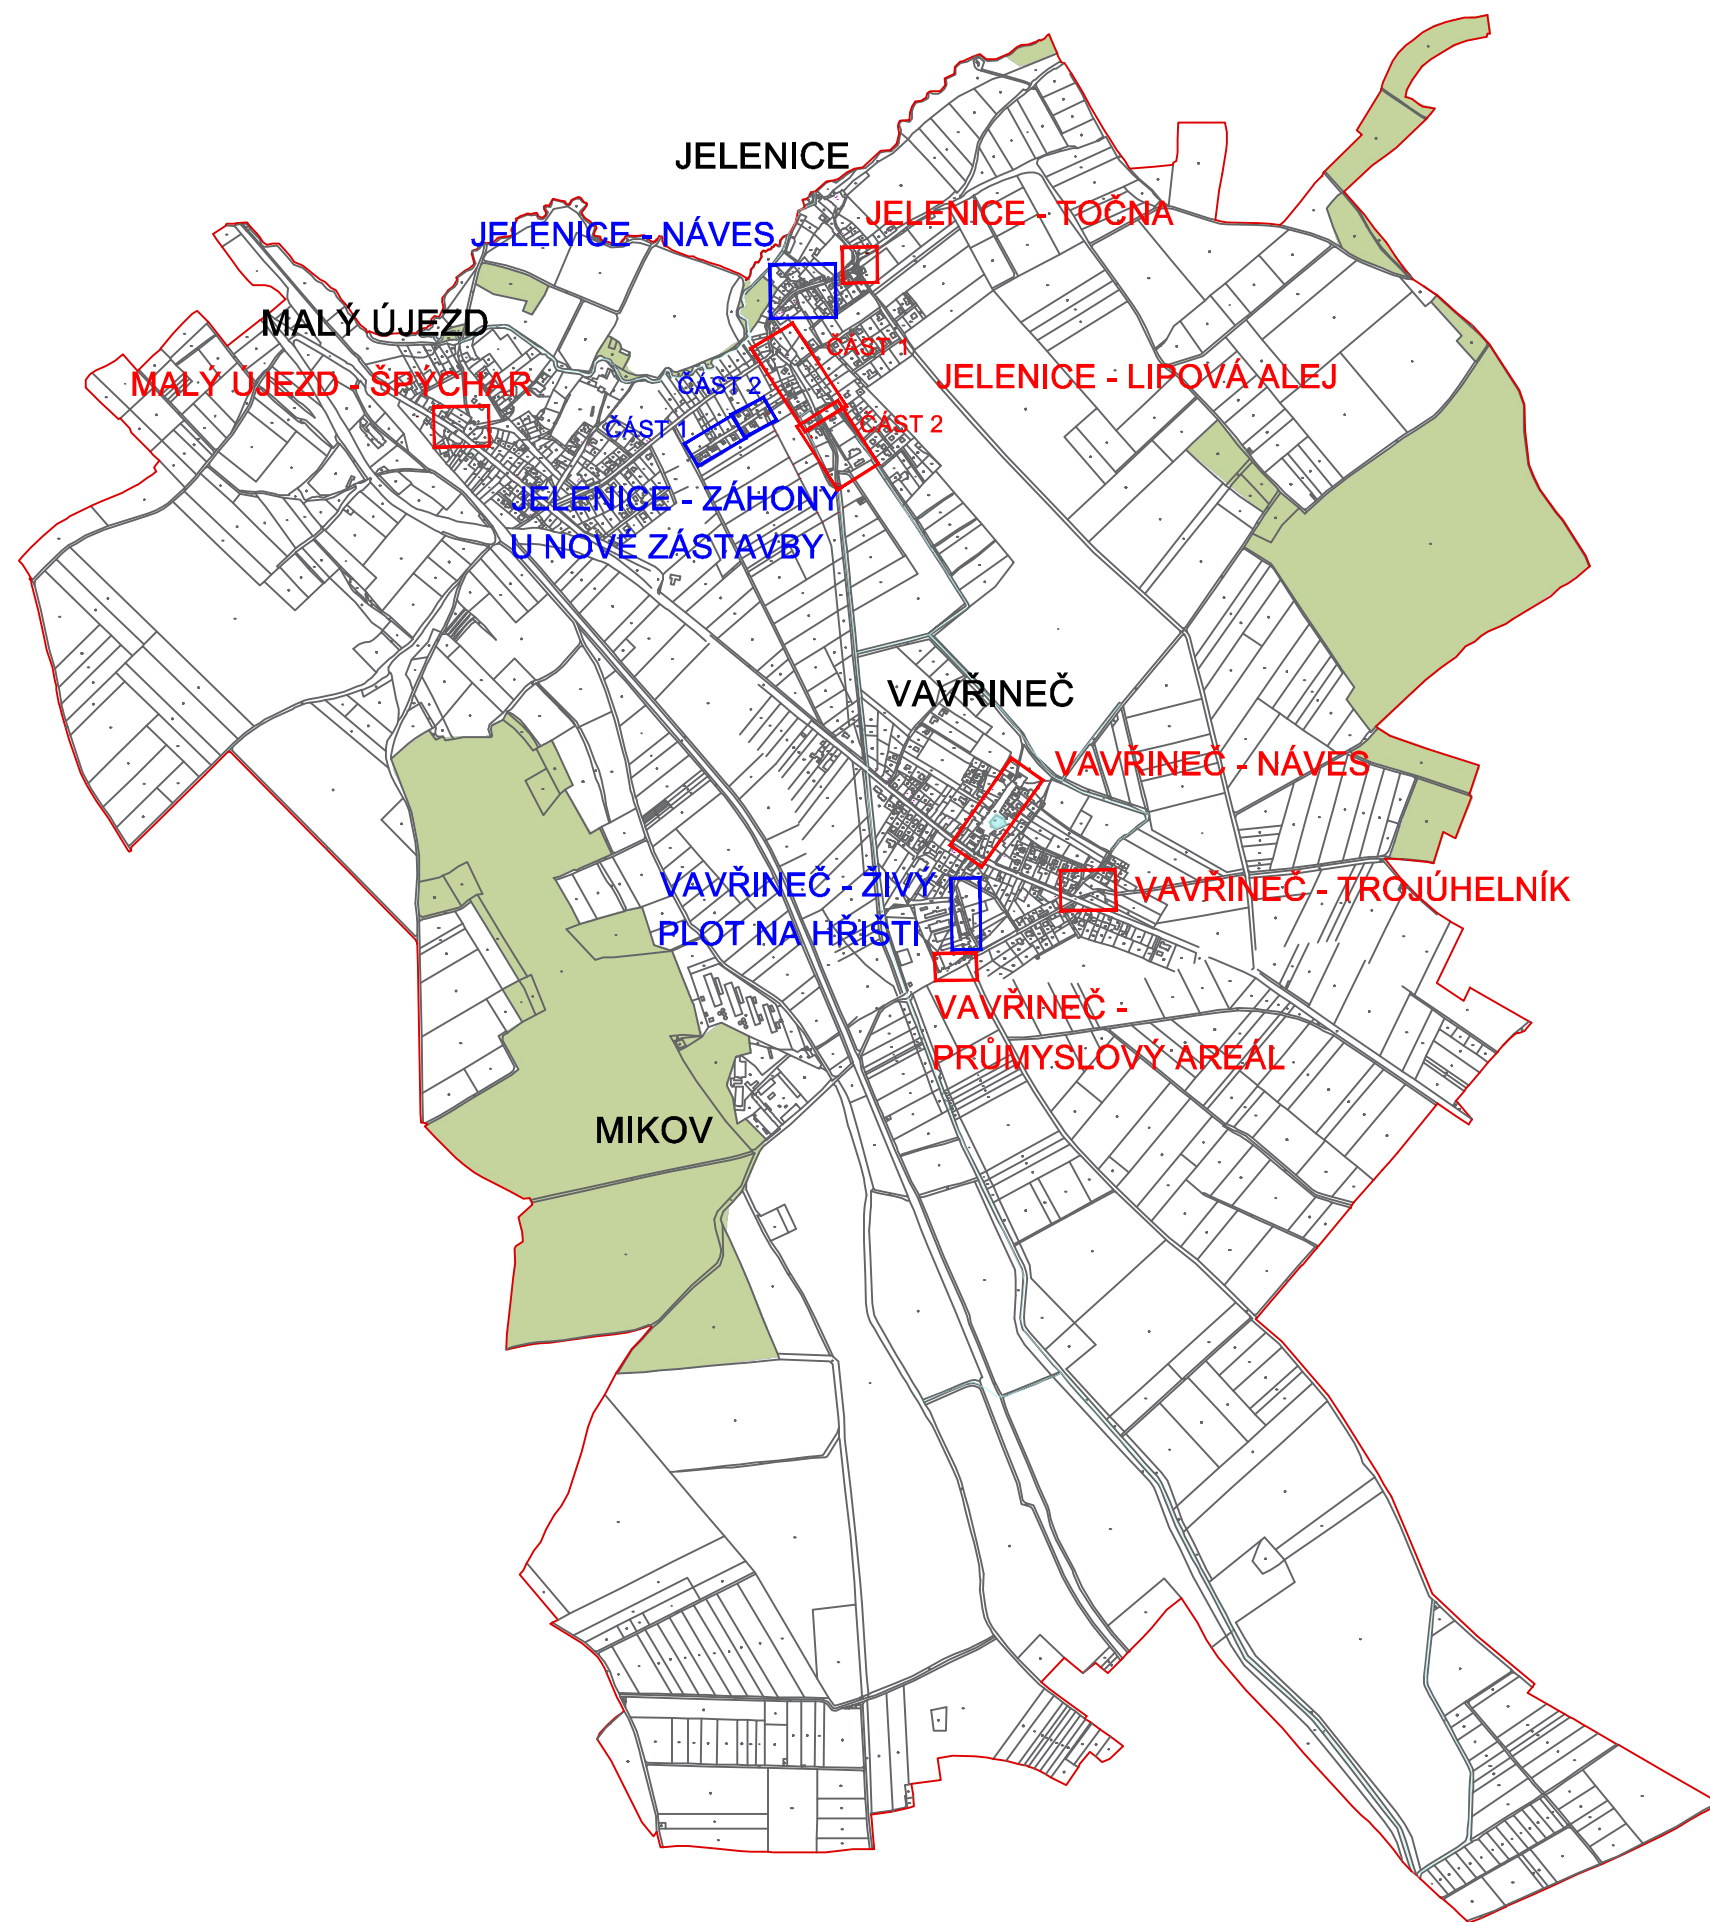 JELENICE
JELENICE - TOČNA
JELENICE - NÁVES
MALÝ ÚJEZD
ČÁST 1
MALÝ ÚJEZD - ŠPÝCHAR
ČÁST 2
JELENICE - LIPOVÁ ALEJ
ČÁST 1
ČÁST 2
JELENICE - ZÁHONY
U NOVÉ ZÁSTAVBY
VAVŘINEČ
VAVŘINEČ - NÁVES
VAVŘINEČ - ŽIVÝ
PLOT NA HŘIŠTI
VAVŘINEČ - TROJÚHELNÍK
VAVŘINEČ -
PRŮMYSLOVÝ AREÁL
MIKOV